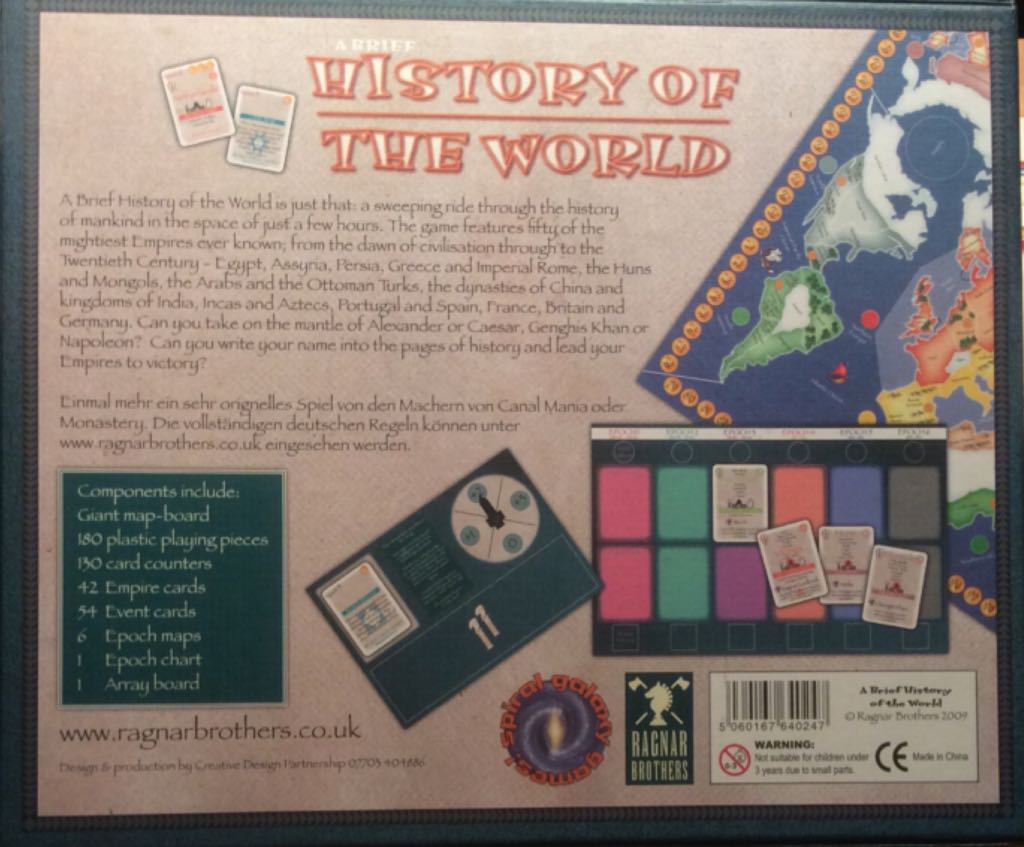 A BRIEF
HISTORY OF
THE WORLD
A Brief History of the World is just that: a sweeping ride through the history
of mankind in the space of just a few hours. The game features fifty of the
mightiest Empires ever known; from the dawn of civilisation through to the
Twentieth Century - Egypt, Assyria, Persia, Greece and Imperial Rome, the Huns
and Mongols, the Arabs and the Ottoman Turks, the dynasties of China and
kingdoms of India, Incas and Aztecs, Portugal and Spain, France, Britain and
Germany. Can you take on the mantle of Alexander or Caesar, Genghis Khan or
Napoleon? Can you write your name into the pages of history and lead your
Empires to victory?
Einmal mehr ein sehr orignelles Spiel von den Machern von Canal Mania oder
Monastery. Die vollständigen deutschen Regeln können unter
www.ragnarbrothers.co.uk eingesehen werden.
Components include:
Giant map-board
180 plastic playing pieces
130 card counters
42 Empire cards
54 Event cards
6 Epoch maps
1 Epoch chart
1 Array board
www.ragnarbrothers.co.uk
Design & production by Creative Design Partnership 07703 404886
11
spiral galaxy games!
RAGNAR
BROTHERS
5 060167 640247
A Brief History
of the World
© Ragnar Brothers 2009
0-3
WARNING:
Not suitable for children under
3 years due to small parts.
CE
Made in China